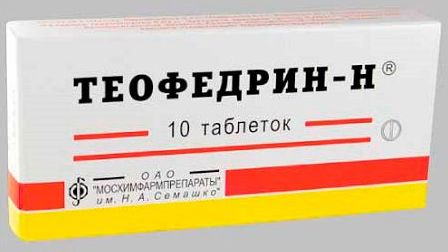 ТЕОФЕДРИН-Н®
10 таблеток
ОАО
"МОСХИМФАРМПРЕПАРАТЫ"
им. Н. А. Семашко